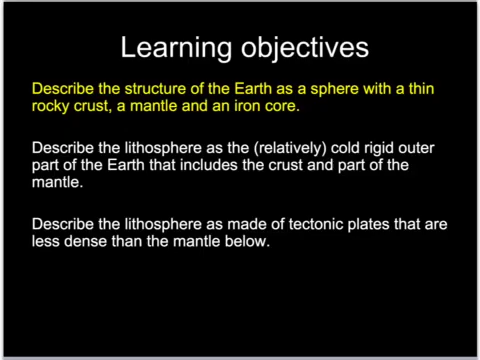 Learning objectives
Describe the structure of the Earth as a sphere with a thin
rocky crust, a mantle and an iron core.
Describe the lithosphere as the (relatively) cold rigid outer
part of the Earth that includes the crust and part of the
mantle.
Describe the lithosphere as made of tectonic plates that are
less dense than the mantle below.